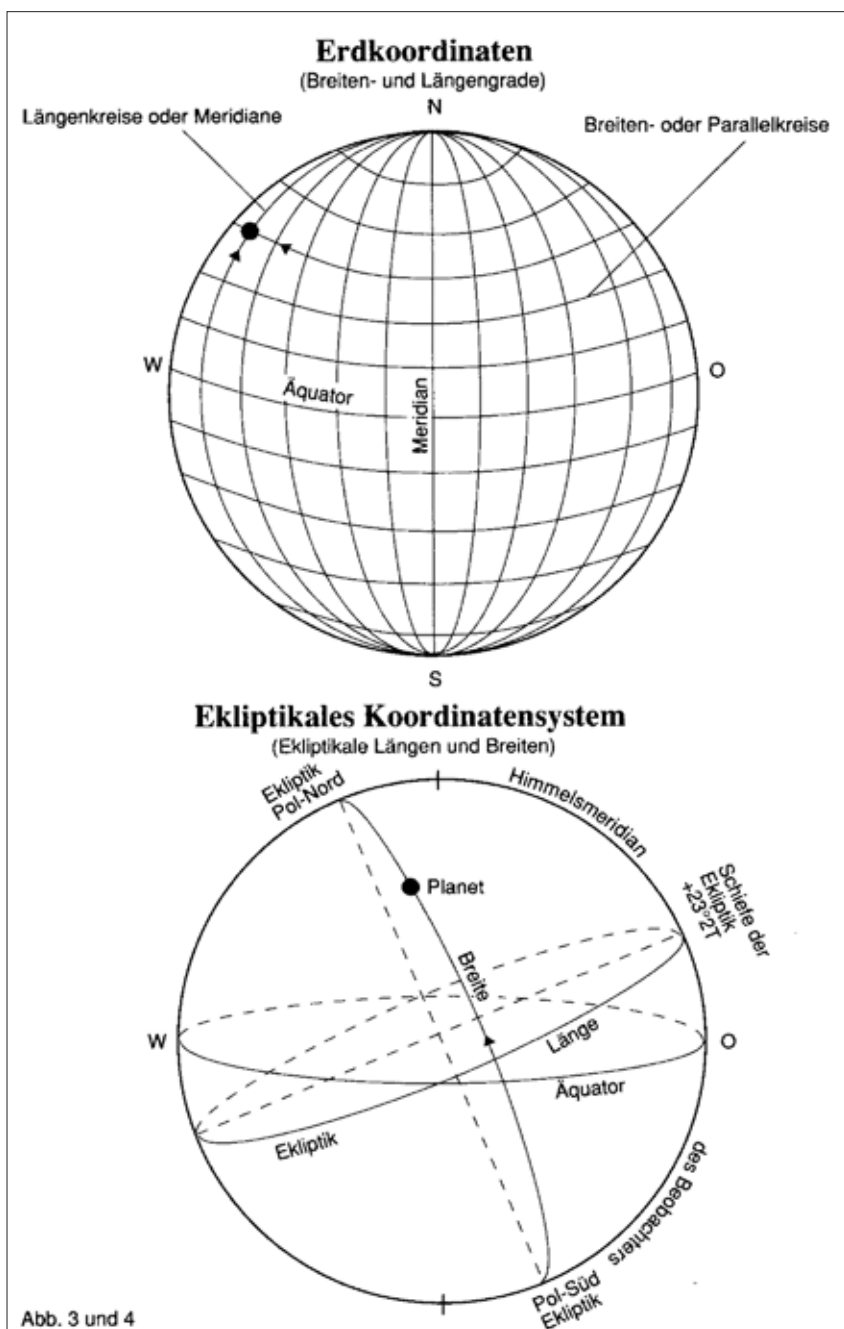 Erdkoordinaten
(Breiten- und Längengrade)
N
Längenkreise oder Meridiane
Breiten- oder Parallelkreise
W
O
Äquator
Meridian
S
Ekliptikales Koordinatensystem
(Ekliptikale Längen und Breiten)
Ekliptik
Pol-Nord
Himmelsmeridian
Schiefe der
Ekliptik
+23°2T
Planet
Breite
Länge
W
O
Äquator
Ekliptik
des Beobachters
Pol-Süd
Ekliptik
Abb. 3 und 4